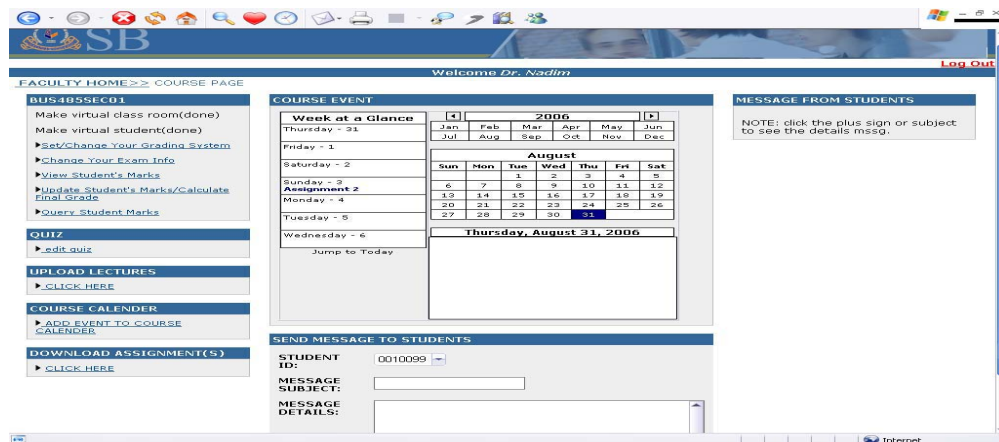 SB
Log Out
Welcome Dr. Nadim
FACULTY HOME>> COURSE PAGE
BUS485SEC01
Make virtual class room(done)
Make virtual student(done)
Set/Change Your Grading System
Change Your Exam Info
View Student's Marks
Update Student's Marks/Calculate
Final Grade
Query Student Marks
QUIZ
edit quiz
UPLOAD LECTURES
CLICK HERE
COURSE CALENDER
ADD EVENT TO COURSE
CALENDER
DOWNLOAD ASSIGNMENT(S)
CLICK HERE
COURSE EVENT
Week at a Glance
Thursday - 31
Friday - 1
Saturday - 2
Sunday - 3
Assignment 2
Monday - 4
Tuesday - 5
Wednesday - 6
Jump to Today
2006
Jan Feb Mar Apr May Jun
Jul Aug Sep Oct Nov Dec
August
Sun Mon Tue Wed Thu Fri Sat
1 2 3 4 5
6 7 8 9 10 11 12
13 14 15 16 17 18 19
20 21 22 23 24 25 26
27 28 29 30 31
Thursday, August 31, 2006
SEND MESSAGE TO STUDENTS
STUDENT
ID:
0010099
MESSAGE
SUBJECT:
MESSAGE
DETAILS:
MESSAGE FROM STUDENTS
NOTE: click the plus sign or subject
to see the details mssg.
Internet